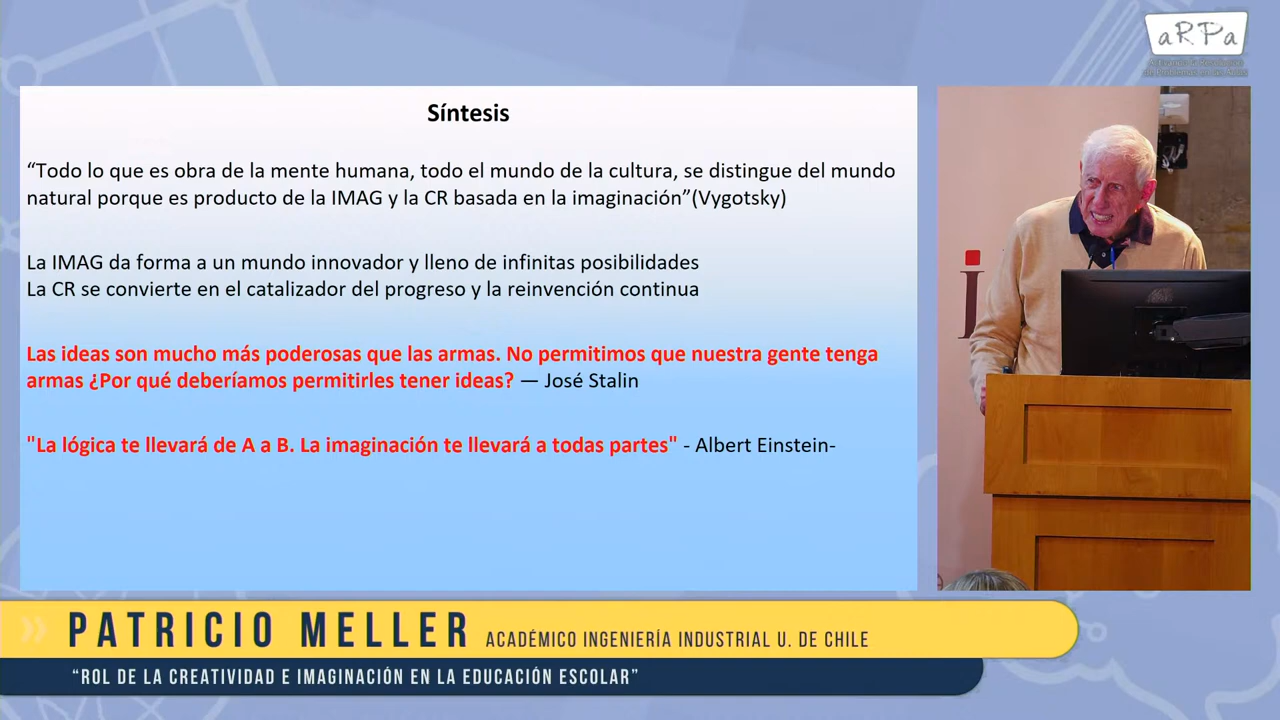 aRPa
Síntesis
“Todo lo que es obra de la mente humana, todo el mundo de la cultura, se distingue del mundo
natural porque es producto de la IMAG y la CR basada en la imaginación”(Vygotsky)
La IMAG da forma a un mundo innovador y lleno de infinitas posibilidades
La CR se convierte en el catalizador del progreso y la reinvención continua
Las ideas son mucho más poderosas que las armas. No permitimos que nuestra gente tenga
armas ¿Por qué deberíamos permitirles tener ideas? — José Stalin
"La lógica te llevará de A a B. La imaginación te llevará a todas partes" - Albert Einstein-
i
PATRICIO MELLER ACADÉMICO INGENIERÍA INDUSTRIAL U. DE CHILE
“ROL DE LA CREATIVIDAD E IMAGINACIÓN EN LA EDUCACIÓN ESCOLAR”